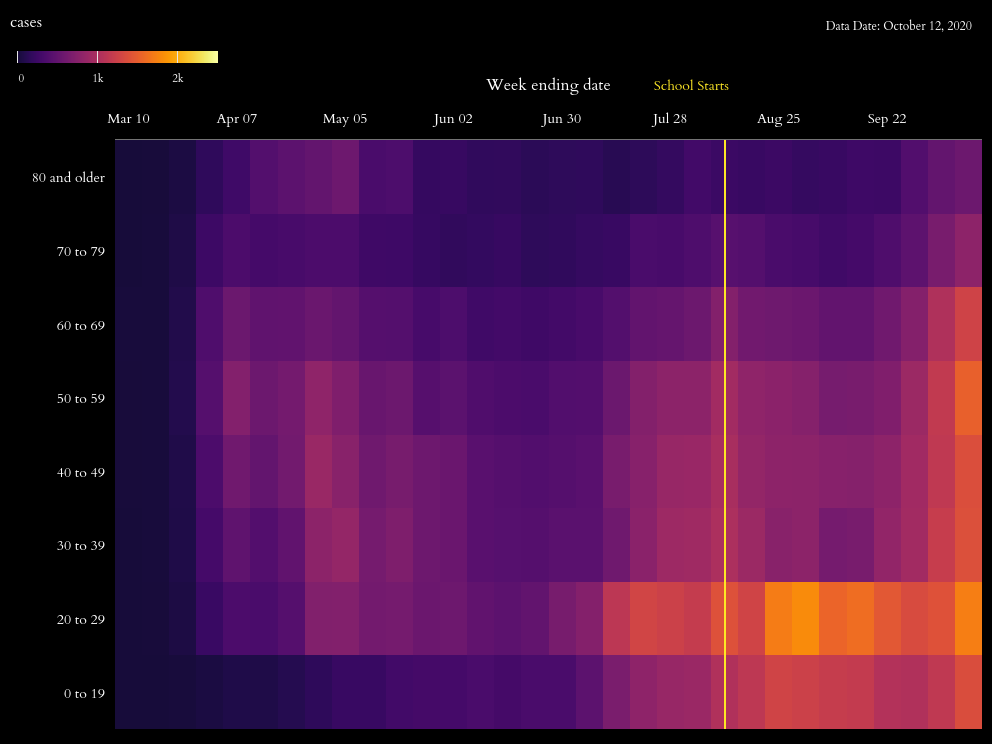 cases
Data Date: October 12, 2020
0 1k 2k
Week ending date School Starts
Mar 10 Apr 07 May 05 Jun 02 Jun 30 Jul 28 Aug 25 Sep 22
80 and older
70 to 79
60 to 69
50 to 59
40 to 49
30 to 39
20 to 29
0 to 19